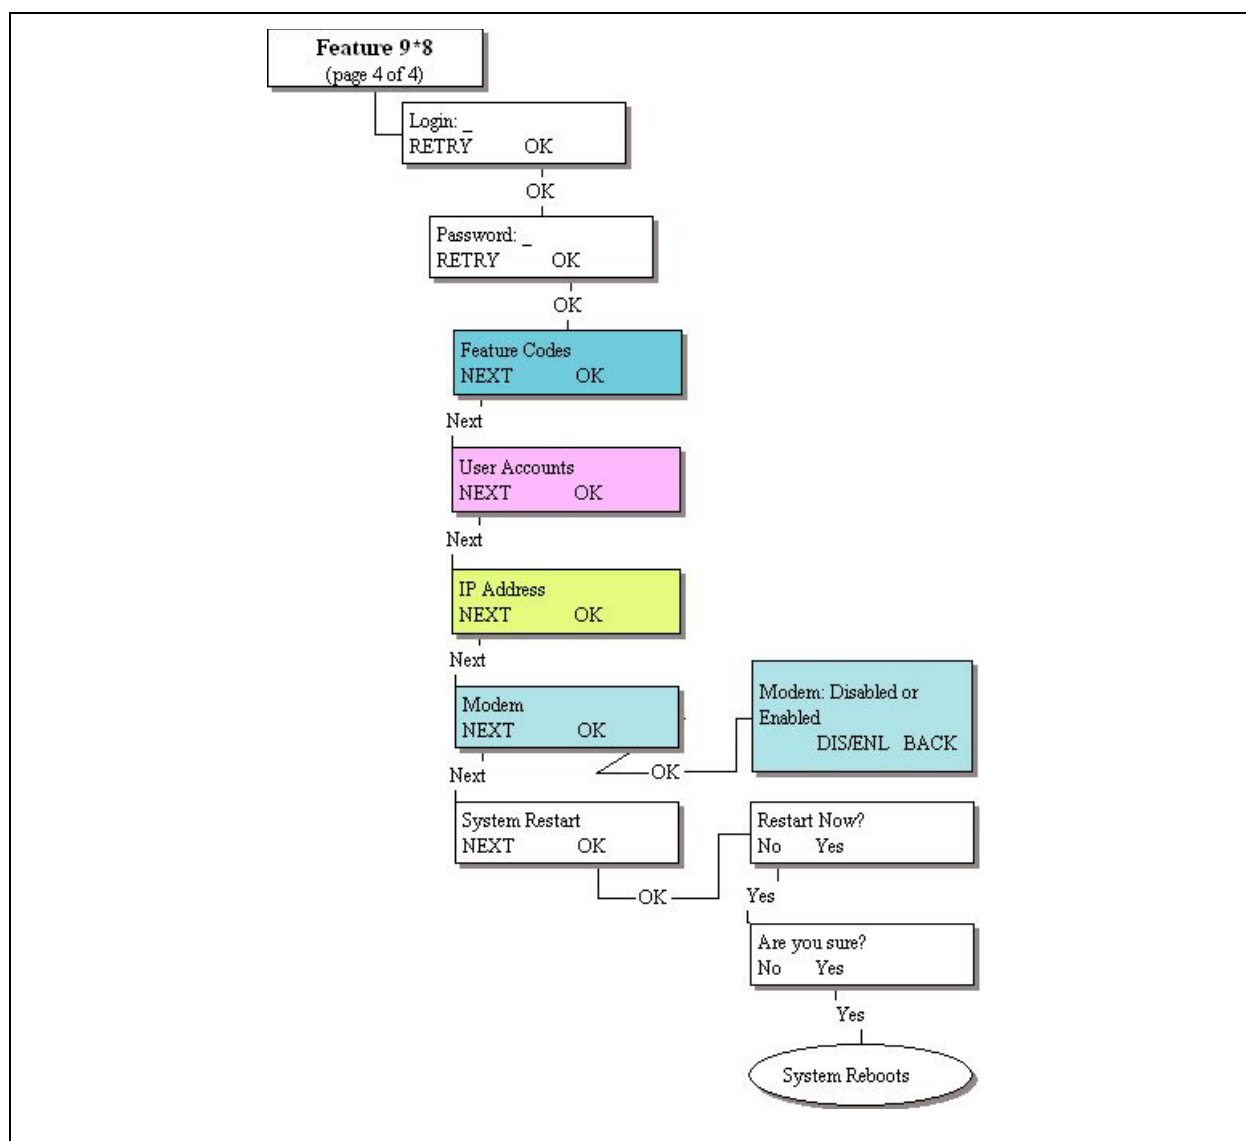 Feature 9*8
(page 4 of 4)
Login: _
RETRY OK
OK
Password: _
RETRY OK
OK
Feature Codes
NEXT OK
Next
User Accounts
NEXT OK
Next
IP Address
NEXT OK
Next
Modem
NEXT OK
OK
Modem: Disabled or
Enabled
DIS/ENL BACK
Next
System Restart
NEXT OK
OK
Restart Now?
No Yes
Yes
Are you sure?
No Yes
Yes
System Reboots